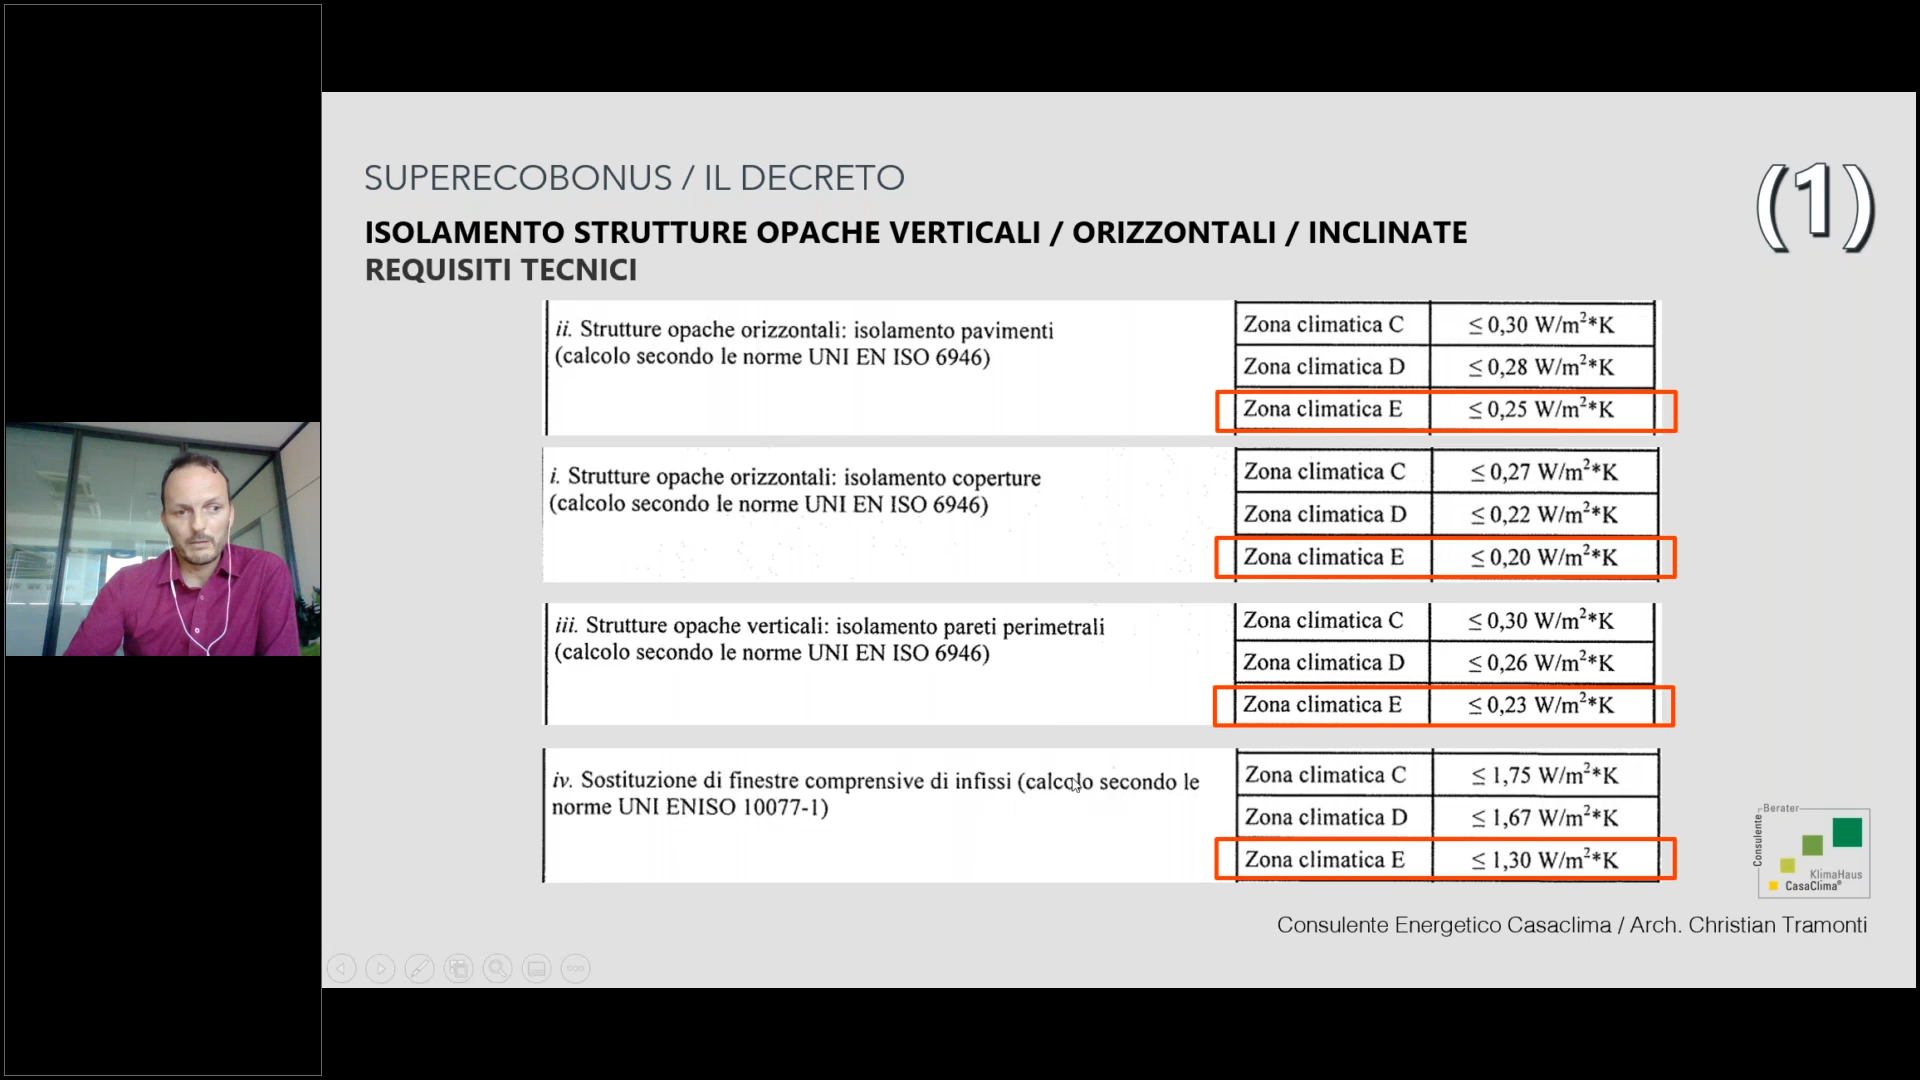 SUPERECOBONUS / IL DECRETO
(1)
ISOLAMENTO STRUTTURE OPACHE VERTICALI / ORIZZONTALI / INCLINATE
REQUISITI TECNICI
ii. Strutture opache orizzontali: isolamento pavimenti
(calcolo secondo le norme UNI EN ISO 6946)
Zona climatica C ≤ 0,30 W/m²*K
Zona climatica D ≤ 0,28 W/m²*K
Zona climatica E ≤ 0,25 W/m²*K
i. Strutture opache orizzontali: isolamento coperture
(calcolo secondo le norme UNI EN ISO 6946)
Zona climatica C ≤ 0,27 W/m²*K
Zona climatica D ≤ 0,22 W/m²*K
Zona climatica E ≤ 0,20 W/m²*K
iii. Strutture opache verticali: isolamento pareti perimetrali
(calcolo secondo le norme UNI EN ISO 6946)
Zona climatica C ≤ 0,30 W/m²*K
Zona climatica D ≤ 0,26 W/m²*K
Zona climatica E ≤ 0,23 W/m²*K
iv. Sostituzione di finestre comprensive di infissi (calcolo secondo le
norme UNI ENISO 10077-1)
Zona climatica C ≤ 1,75 W/m²*K
Zona climatica D ≤ 1,67 W/m²*K
Zona climatica E ≤ 1,30 W/m²*K
Berater
Consulente
KlimaHaus
CasaClima®
Consulente Energetico Casaclima / Arch. Christian Tramonti